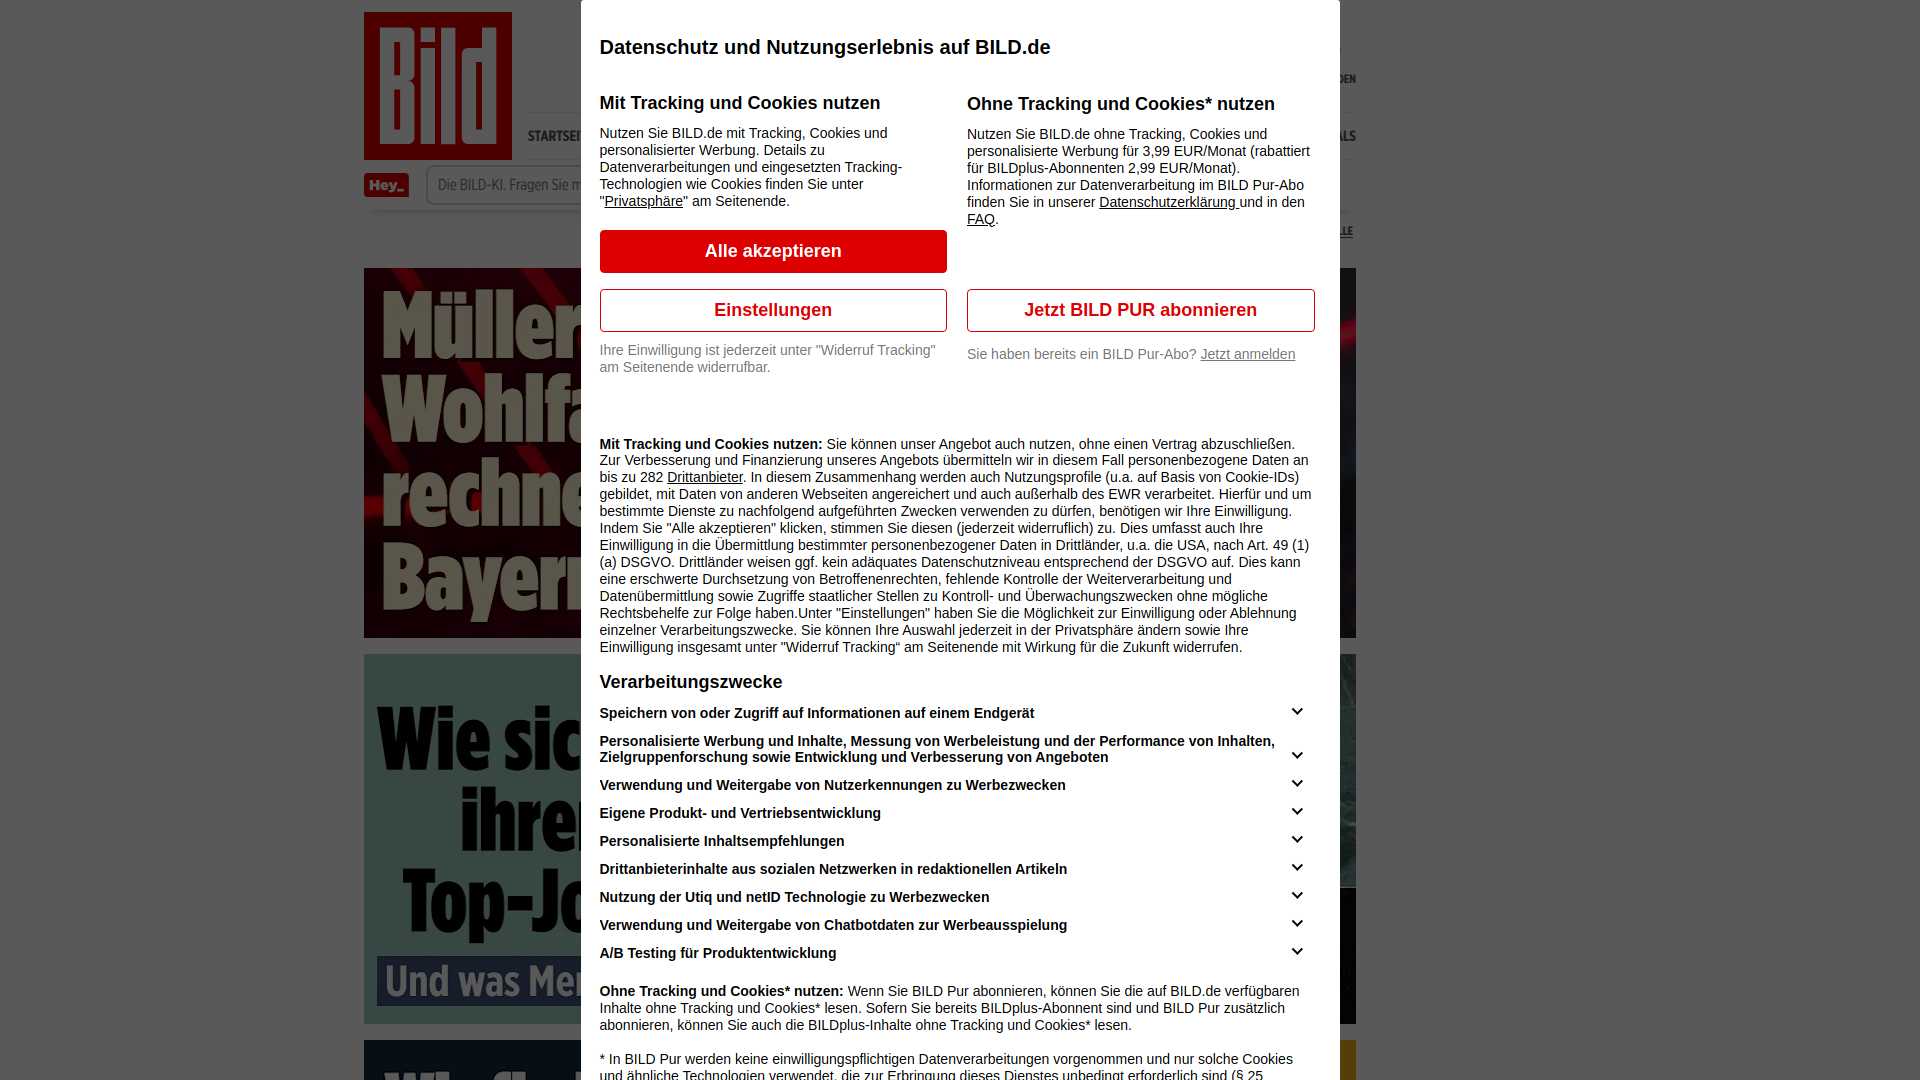 Bild
DEN
STARTSEI
ALS
Hey_
Die BILD-KI. Fragen Sie m
LLE
Müller
Wohlfa
rechne
Bayern
Wie sic
ihren
Top-Jo
Und was Men
Datenschutz und Nutzungserlebnis auf BILD.de
Mit Tracking und Cookies nutzen
Nutzen Sie BILD.de mit Tracking, Cookies und
personalisierter Werbung. Details zu
Datenverarbeitungen und eingesetzten Tracking-
Technologien wie Cookies finden Sie unter
"Privatsphäre" am Seitenende.
Alle akzeptieren
Einstellungen
Ihre Einwilligung ist jederzeit unter "Widerruf Tracking"
am Seitenende widerrufbar.
Ohne Tracking und Cookies* nutzen
Nutzen Sie BILD.de ohne Tracking, Cookies und
personalisierte Werbung für 3,99 EUR/Monat (rabattiert
für BILDplus-Abonnenten 2,99 EUR/Monat).
Informationen zur Datenverarbeitung im BILD Pur-Abo
finden Sie in unserer Datenschutzerklärung und in den
FAQ.
Jetzt BILD PUR abonnieren
Sie haben bereits ein BILD Pur-Abo? Jetzt anmelden
Mit Tracking und Cookies nutzen: Sie können unser Angebot auch nutzen, ohne einen Vertrag abzuschließen.
Zur Verbesserung und Finanzierung unseres Angebots übermitteln wir in diesem Fall personenbezogene Daten an
bis zu 282 Drittanbieter. In diesem Zusammenhang werden auch Nutzungsprofile (u.a. auf Basis von Cookie-IDs)
gebildet, mit Daten von anderen Webseiten angereichert und auch außerhalb des EWR verarbeitet. Hierfür und um
bestimmte Dienste zu nachfolgend aufgeführten Zwecken verwenden zu dürfen, benötigen wir Ihre Einwilligung.
Indem Sie "Alle akzeptieren" klicken, stimmen Sie diesen (jederzeit widerruflich) zu. Dies umfasst auch Ihre
Einwilligung in die Übermittlung bestimmter personenbezogener Daten in Drittländer, u.a. die USA, nach Art. 49 (1)
(a) DSGVO. Drittländer weisen ggf. kein adäquates Datenschutzniveau entsprechend der DSGVO auf. Dies kann
eine erschwerte Durchsetzung von Betroffenenrechten, fehlende Kontrolle der Weiterverarbeitung und
Datenübermittlung sowie Zugriffe staatlicher Stellen zu Kontroll- und Überwachungszwecken ohne mögliche
Rechtsbehelfe zur Folge haben.Unter "Einstellungen" haben Sie die Möglichkeit zur Einwilligung oder Ablehnung
einzelner Verarbeitungszwecke. Sie können Ihre Auswahl jederzeit in der Privatsphäre ändern sowie Ihre
Einwilligung insgesamt unter "Widerruf Tracking“ am Seitenende mit Wirkung für die Zukunft widerrufen.
Verarbeitungszwecke
Speichern von oder Zugriff auf Informationen auf einem Endgerät
Personalisierte Werbung und Inhalte, Messung von Werbeleistung und der Performance von Inhalten,
Zielgruppenforschung sowie Entwicklung und Verbesserung von Angeboten
Verwendung und Weitergabe von Nutzerkennungen zu Werbezwecken
Eigene Produkt- und Vertriebsentwicklung
Personalisierte Inhaltsempfehlungen
Drittanbieterinhalte aus sozialen Netzwerken in redaktionellen Artikeln
Nutzung der Utiq und netID Technologie zu Werbezwecken
Verwendung und Weitergabe von Chatbotdaten zur Werbeausspielung
A/B Testing für Produktentwicklung
Ohne Tracking und Cookies* nutzen: Wenn Sie BILD Pur abonnieren, können Sie die auf BILD.de verfügbaren
Inhalte ohne Tracking und Cookies* lesen. Sofern Sie bereits BILDplus-Abonnent sind und BILD Pur zusätzlich
abonnieren, können Sie auch die BILDplus-Inhalte ohne Tracking und Cookies* lesen.
* In BILD Pur werden keine einwilligungspflichtigen Datenverarbeitungen vorgenommen und nur solche Cookies
und ähnliche Technologien verwendet, die zur Erbringung dieses Dienstes unbedingt erforderlich sind (§ 25